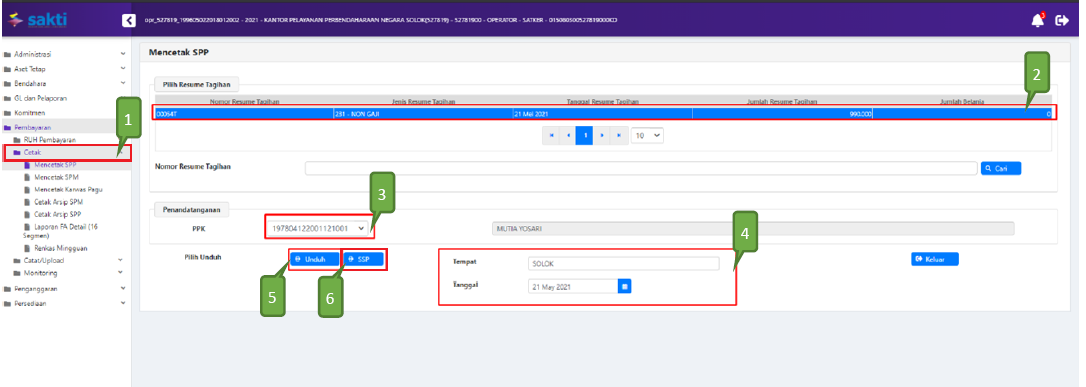 sakti
opr_527819_199605022018012002 - 2021 - KANTOR PELAYANAN PERBENDAHARAAN NEGARA SOLOK(527819) - 52781900 - OPERATOR - SATKER - 015080500527819000KD
Administrasi
Aset Tetap
Bendahara
GL dan Pelaporan
Komitmen
Pembayaran
RUH Pembayaran
Cetak
Mencetak SPP
Mencetak SPM
Mencetak Karwas Pagu
Cetak Arsip SPM
Cetak Arsip SPP
Laporan FA Detail (16
Segmen)
Renkas Mingguan
Catat/Upload
Monitoring
Penganggaran
Persediaan
1
Mencetak SPP
2
Pilih Resume Tagihan
Nomor Resume Tagihan Jenis Resume Tagihan Tanggal Resume Tagihan Jumlah Resume Tagihan Jumlah Belanja
00054T 231 - NON GAJI 21 Mei 2021 990.000 0
1 10
Nomor Resume Tagihan Cari
3
Penandatanganan
PPK 197804122001121001 MUTIA YOSARI
4
Pilih Unduh Unduh SSP Tempat SOLOK Keluar
Tanggal 21 May 2021
5 6